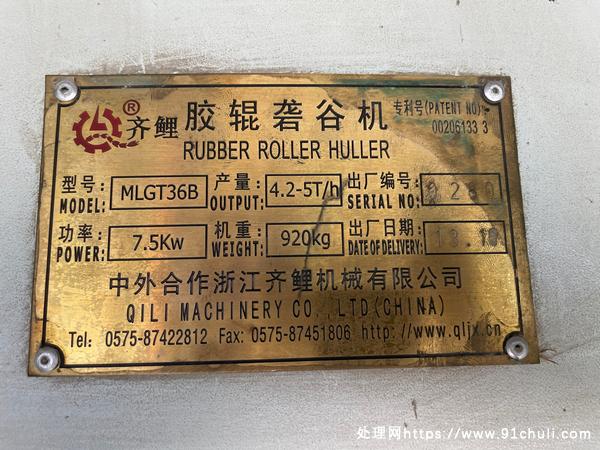 ® 齐鲤 胶辊砻谷机 专利号(PATENT NO):
00206133 3
RUBBER ROLLER HULLER
型号: MODEL: MLGT36B 产量: OUTPUT: 4.2-5T/h 出厂编号: SERIAL NO:
功率: POWER: 7.5Kw 机重: WEIGHT: 920kg 出厂日期: DATE OF DELIVERY:
中外合作浙江齐鲤机械有限公司
QILI MACHINERY CO., LTD(CHINA)
Tel: 0575-87422812 Fax: 0575-87451806 http://www.qljx.cn
处理网https://www.91chuli.com/